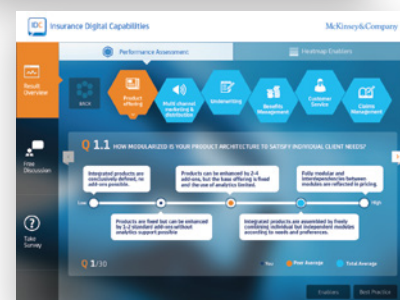 IDC Insurance Digital Capabilities
McKinsey&Company
Performance Assessment
Heatmap Enablers
Result
Overview
BACK
Product
offering
Multi channel
marketing &
distribution
Underwriting
Benefits
Management
Customer
Service
Claims
Management
Free
Discussion
Take
Survey
Q 1.1 HOW MODULARIZED IS YOUR PRODUCT ARCHITECTURE TO SATISFY INDIVIDUAL CLIENT NEEDS?
Integrated products are
conclusively defined, no
add-ons possible.
Products can be enhanced by 2-4
add-ons, but the base offering is fixed
and the use of analytics limited.
Fully modular and
interdependencies between
modules are reflected in pricing.
Low
High
Products are fixed but can be enhanced
by 1-2 standard add-ons without
analytics support possible
Integrated products are assembled by freely
combining individual but independent modules
according to needs and preferences.
Q 1/30
You
Peer Average
Total Average
Enablers
Best Practice